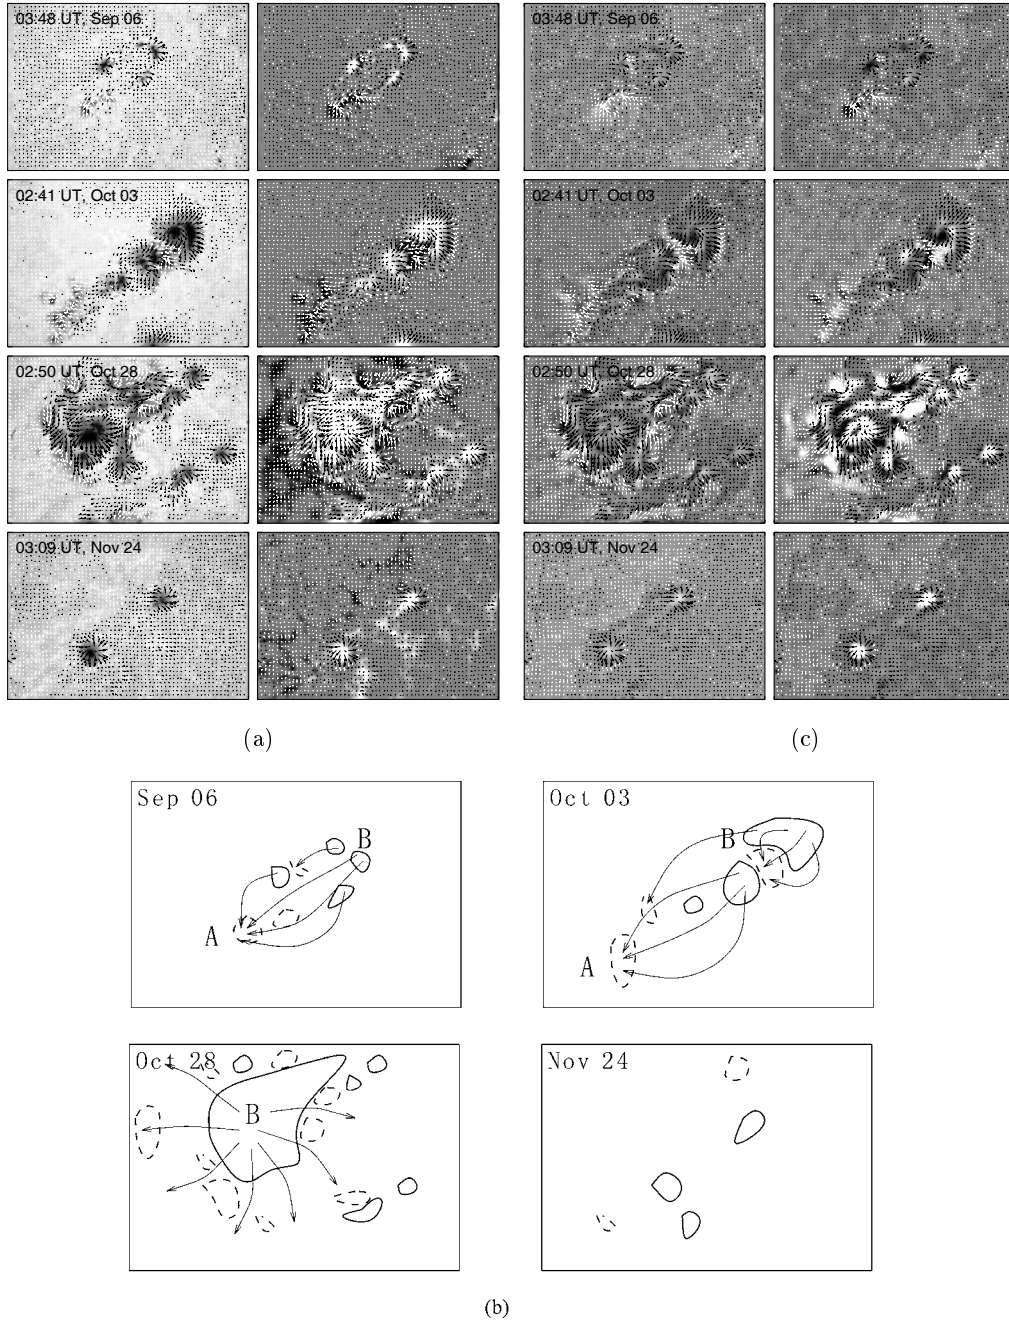 03:48 UT, Sep 06
03:48 UT, Sep 06
02:41 UT, Oct 03
02:41 UT, Oct 03
02:50 UT, Oct 28
02:50 UT, Oct 28
03:09 UT, Nov 24
03:09 UT, Nov 24
(a)
(c)
Sep 06
B
A
Oct 03
B
A
Oct 28
B
Nov 24
(b)